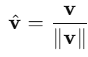 v̂ = v / ‖v‖